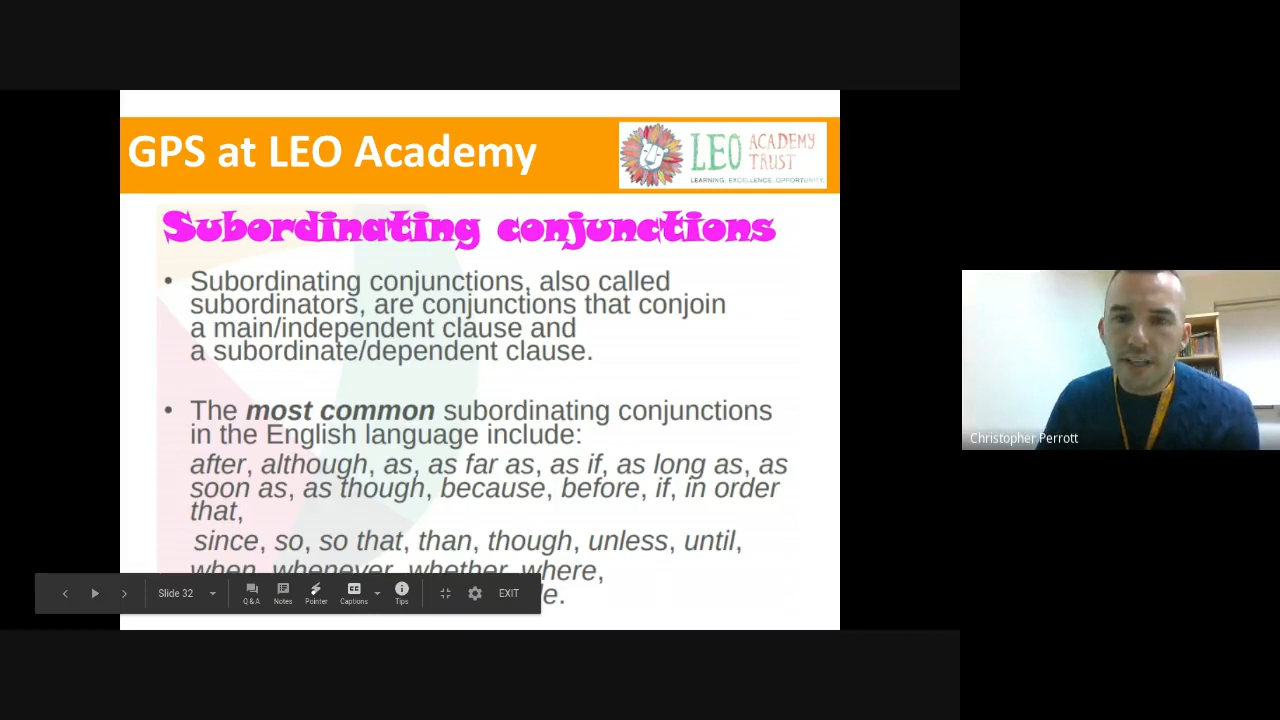 GPS at LEO Academy
LEO ACADEMY TRUST
LEARNING, EXCELLENCE, OPPORTUNITY.
Subordinating conjunctions
• Subordinating conjunctions, also called
subordinators, are conjunctions that conjoin
a main/independent clause and
a subordinate/dependent clause.
• The most common subordinating conjunctions
in the English language include:
after, although, as, as far as, as if, as long as, as
soon as, as though, because, before, if, in order
that,
since, so, so that, than, though, unless, until,
when, whenever, whether, where,
Slide 32
Q & A Notes Pointer Captions Tips EXIT
Christopher Perrott